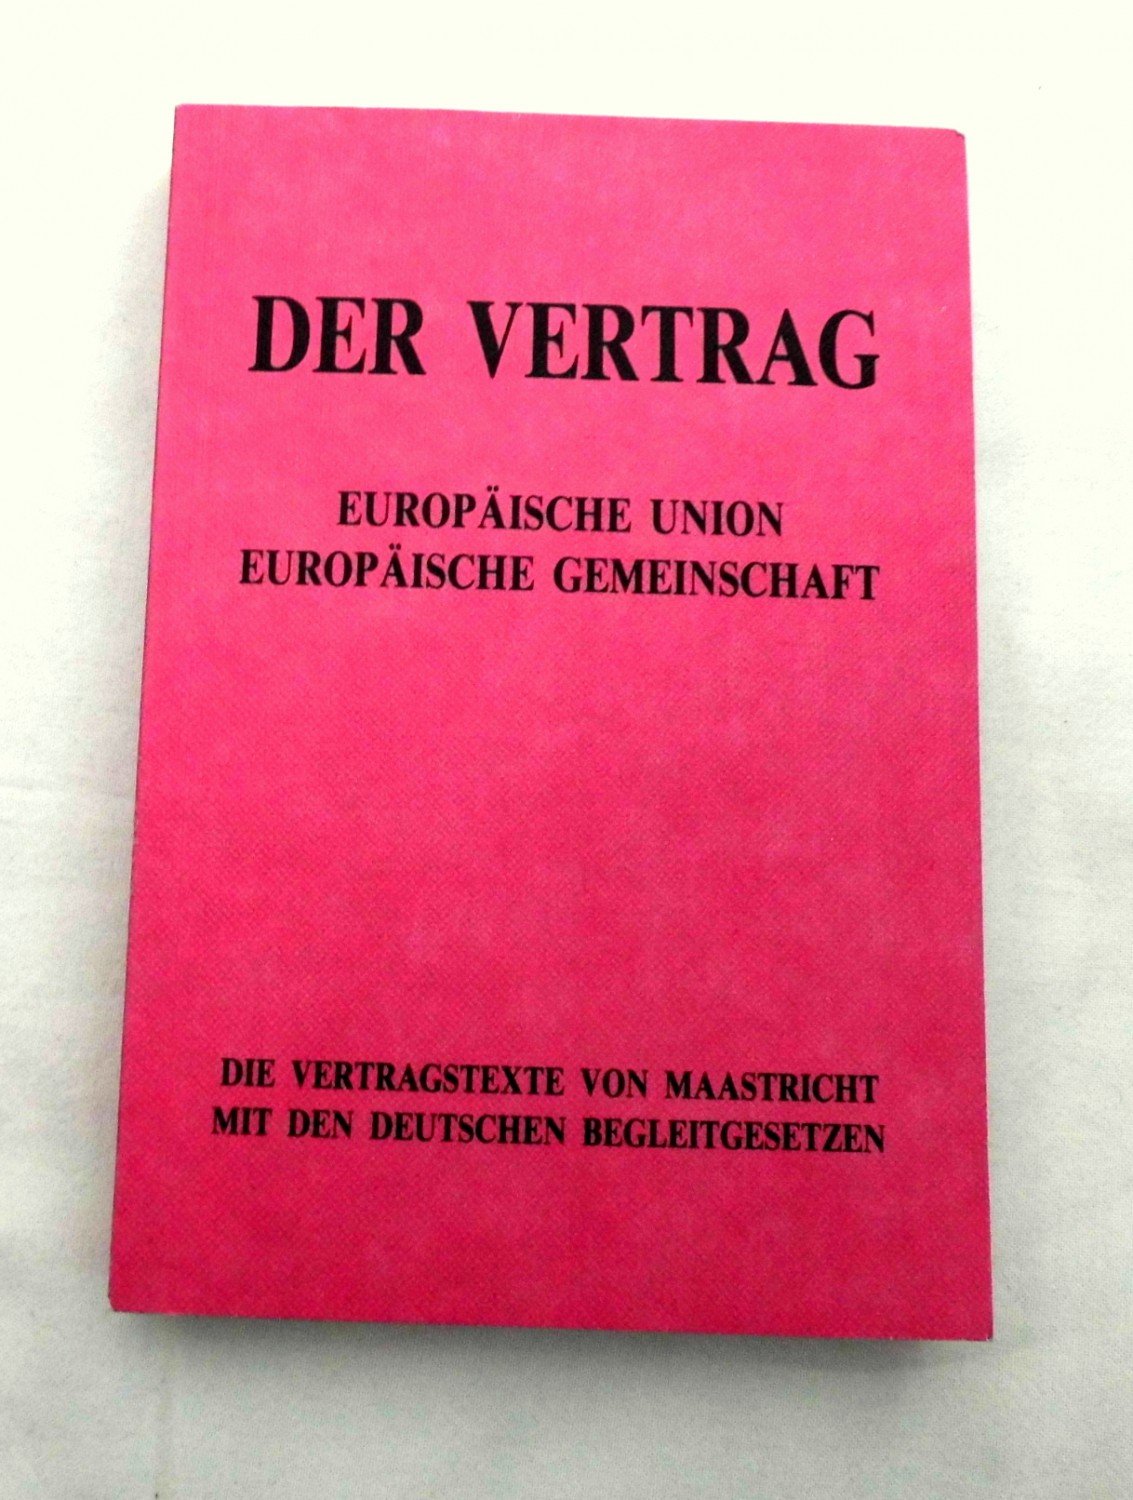 DER VERTRAG
EUROPÄISCHE UNION
EUROPÄISCHE GEMEINSCHAFT
DIE VERTRAGSTEXTE VON MAASTRICHT
MIT DEN DEUTSCHEN BEGLEITGESETZEN